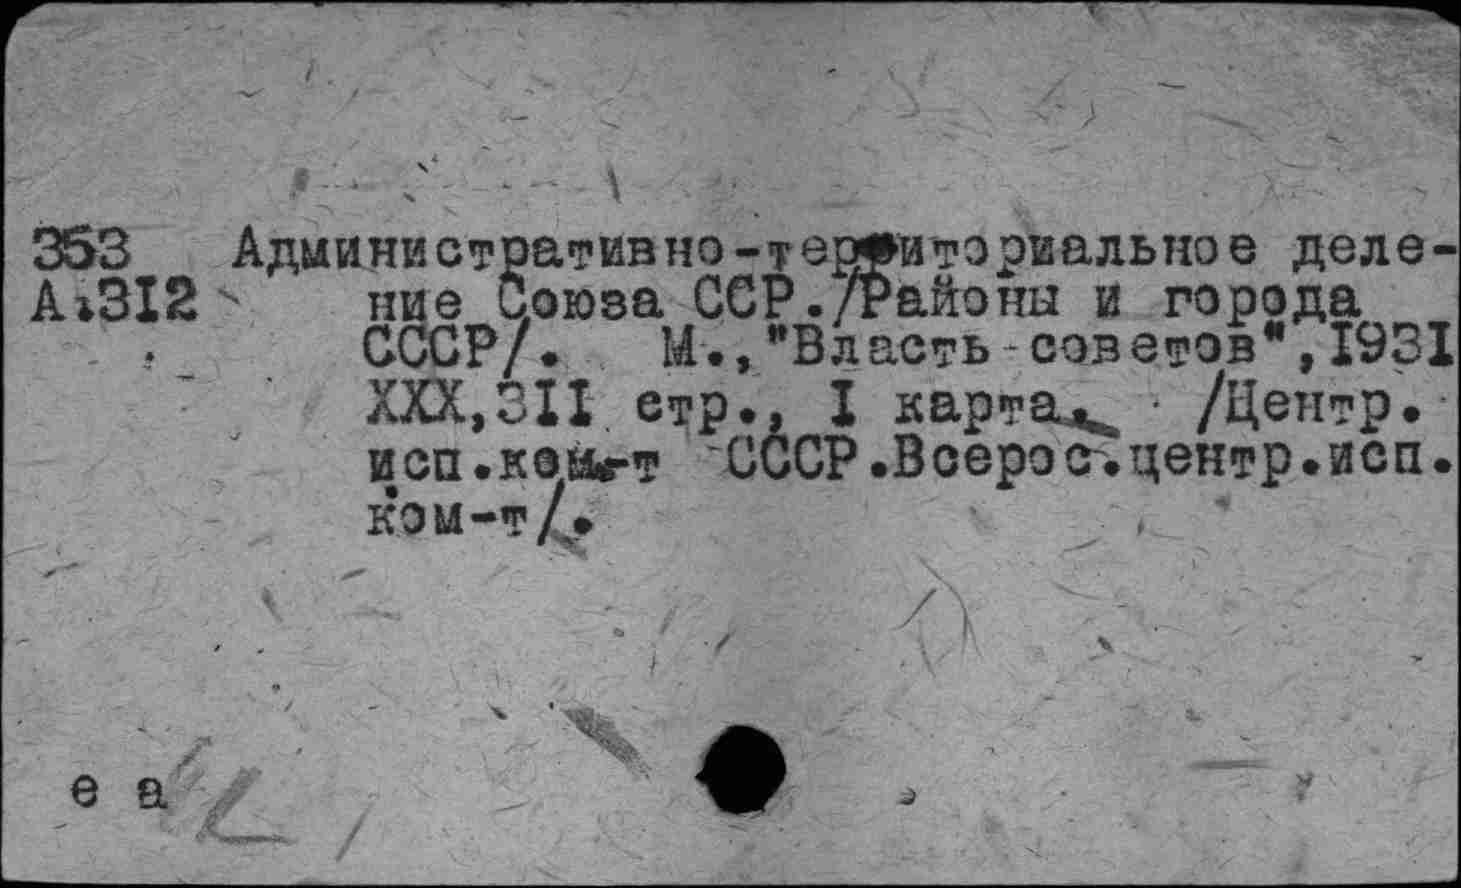 353 Административно-территориальное деле-
А 312 ние Союза ССР./Районы и города
СССР/. М.,"Власть советов",1931
XXX,311 стр., I карта. /Центр.
исп.ком-т СССР.Всерос.центр.исп.
ком-т/.
е а